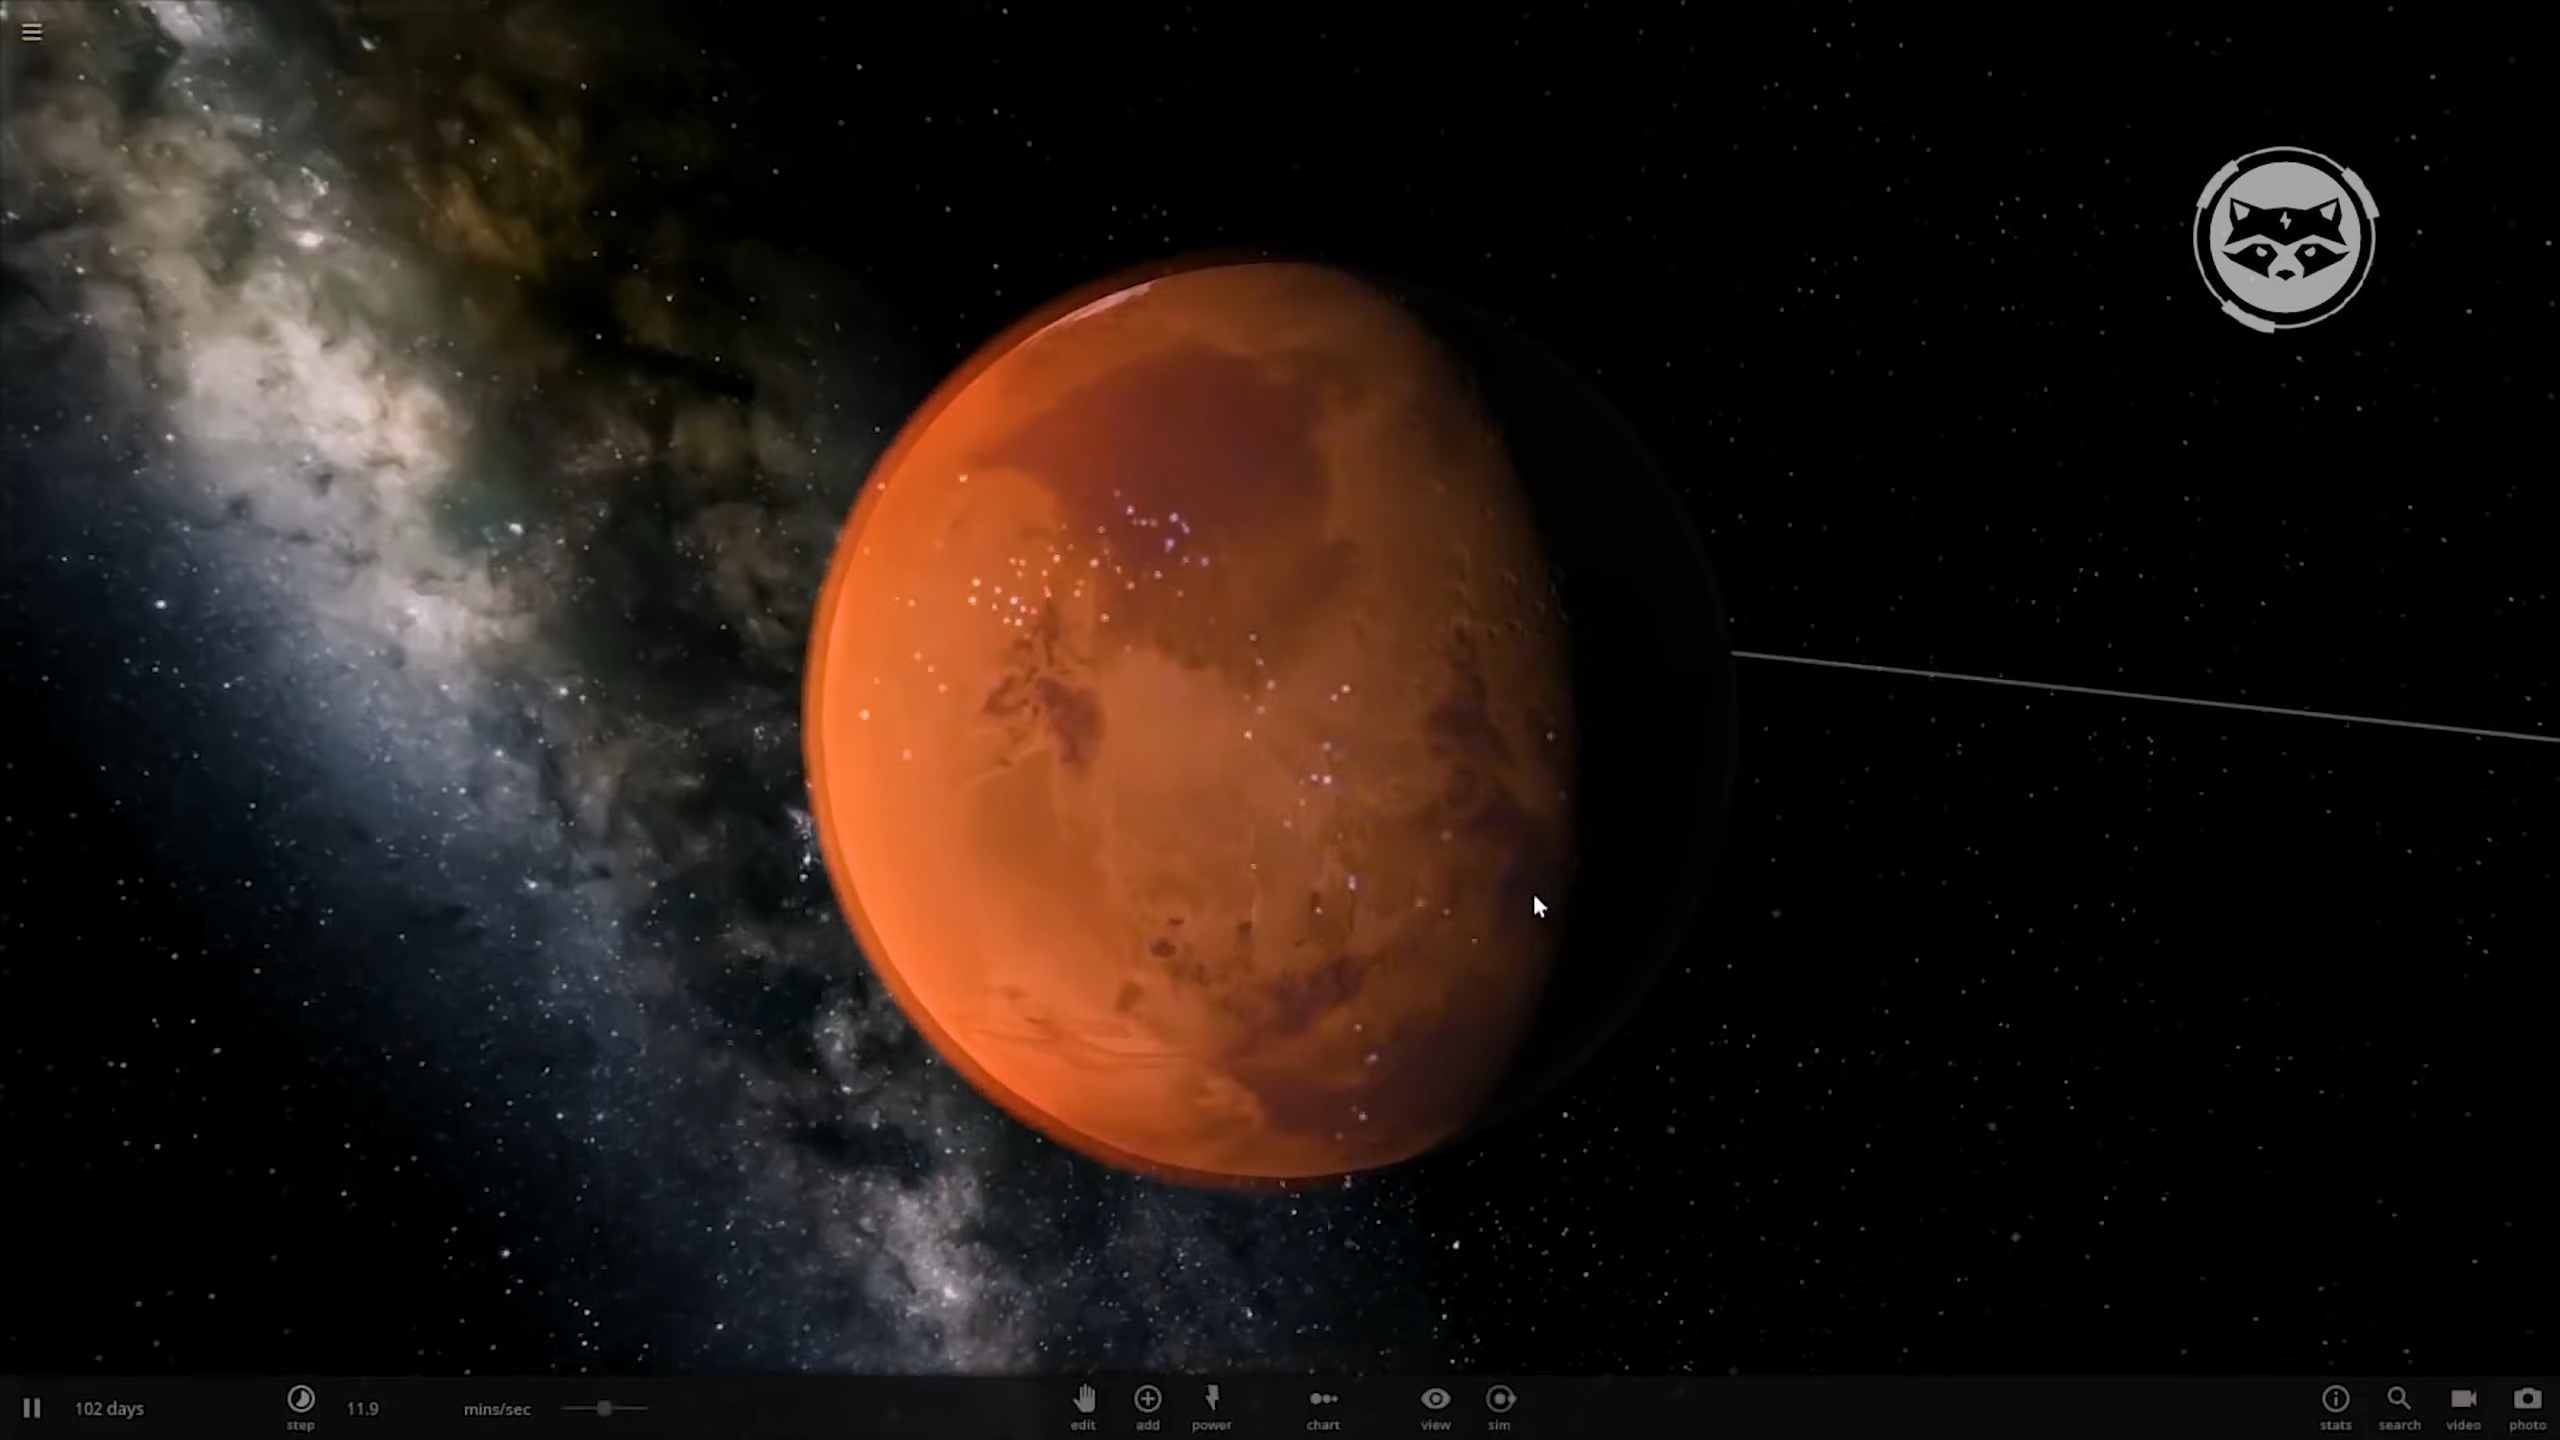 102 days
step
11.9
mins/sec
edit
add
power
chart
view
sim
stats
search
video
photo